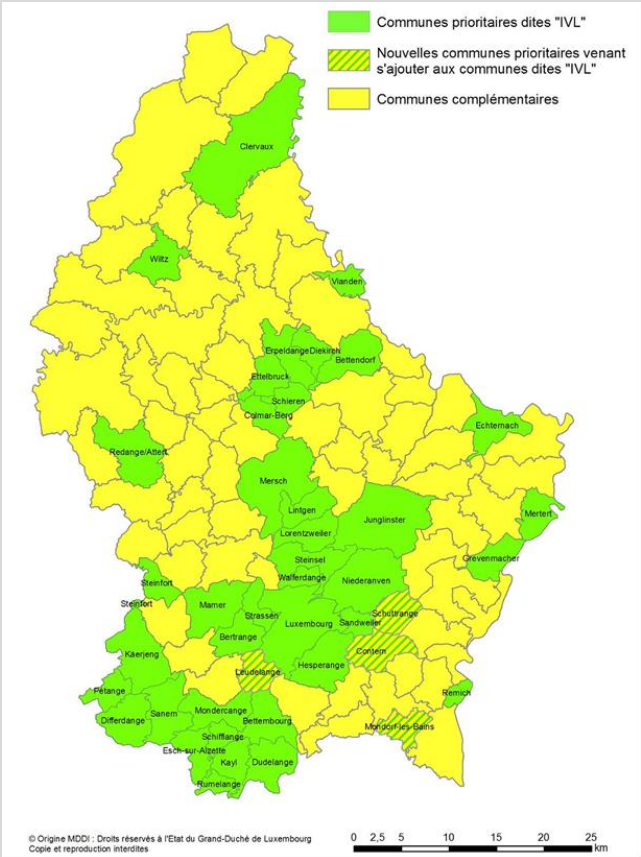 Communes prioritaires dites "IVL"
Nouvelles communes prioritaires venant
s'ajouter aux communes dites "IVL"
Communes complémentaires
Clervaux
Wiltz
Vianden
Erpeldange
Diekirch
Bettendorf
Ettelbruck
Schieren
Colmar-Berg
Echternach
Redange/Attert
Mersch
Lintgen
Junglinster
Mertert
Lorentzweiler
Steinsel
Grevenmacher
Walferdange
Niederanven
Steinfort
Steinfort
Mamer
Strassen
Schuttrange
Luxembourg
Sandweiler
Bertrange
Contern
Käerjeng
Hesperange
Leudelange
Pétange
Remich
Differdange
Sanem
Mondercange
Bettembourg
Mondorf-les-Bains
Schifflange
Esch-sur-Alzette
Kayl
Dudelange
Rumelange
© Origine MDDI : Droits réservés à l'Etat du Grand-Duché de Luxembourg
Copie et reproduction interdites
0 2,5 5 10 15 20 25
km